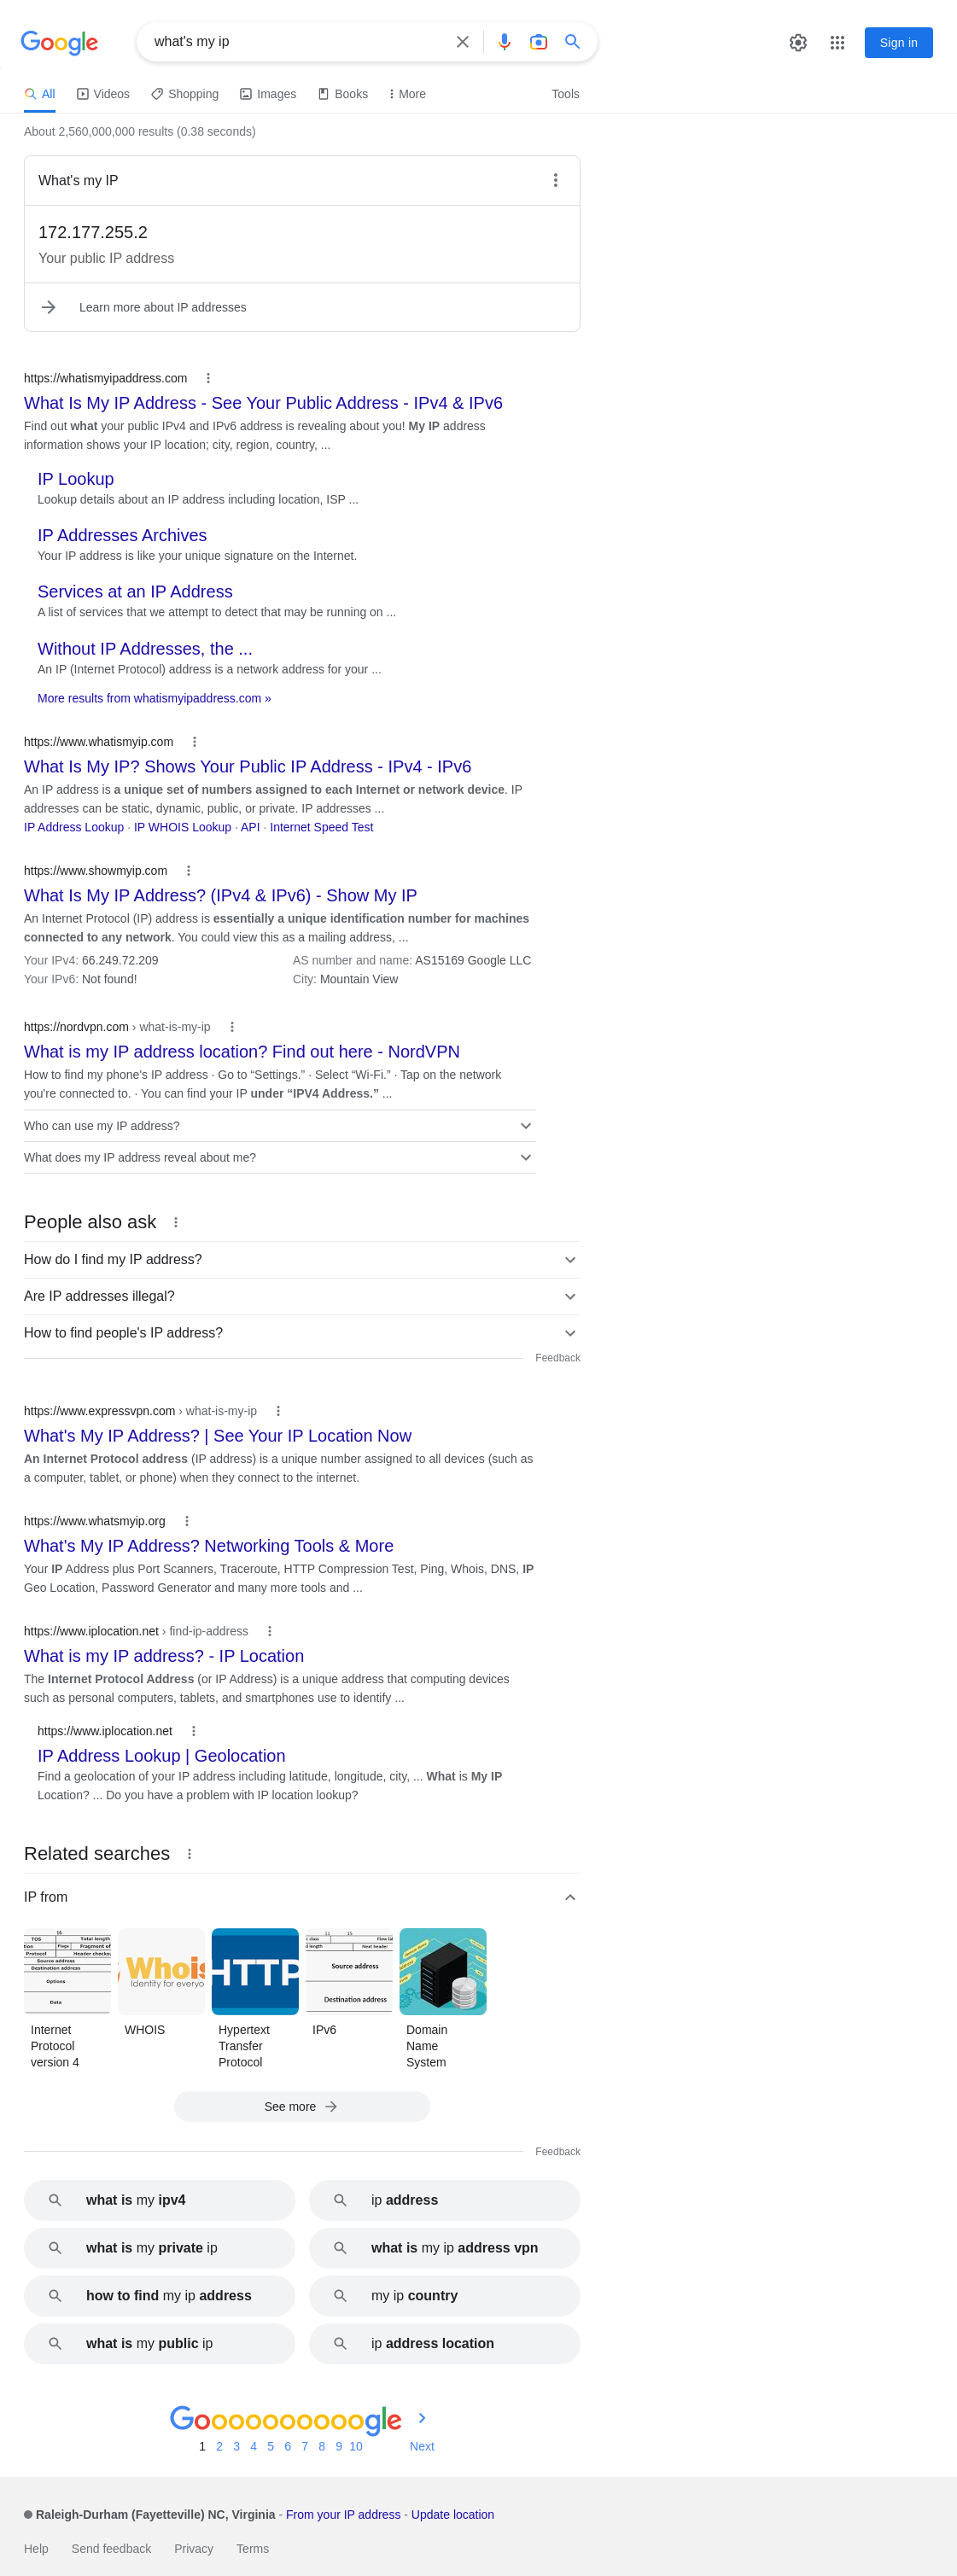 Google
what's my ip
Sign in
All
Videos
Shopping
Images
Books
More
Tools
About 2,560,000,000 results (0.38 seconds)
What's my IP
172.177.255.2
Your public IP address
Learn more about IP addresses
https://whatismyipaddress.com
What Is My IP Address - See Your Public Address - IPv4 & IPv6
Find out what your public IPv4 and IPv6 address is revealing about you! My IP address
information shows your IP location; city, region, country, ...
IP Lookup
Lookup details about an IP address including location, ISP ...
IP Addresses Archives
Your IP address is like your unique signature on the Internet.
Services at an IP Address
A list of services that we attempt to detect that may be running on ...
Without IP Addresses, the ...
An IP (Internet Protocol) address is a network address for your ...
More results from whatismyipaddress.com »
https://www.whatismyip.com
What Is My IP? Shows Your Public IP Address - IPv4 - IPv6
An IP address is a unique set of numbers assigned to each Internet or network device. IP
addresses can be static, dynamic, public, or private. IP addresses ...
IP Address Lookup · IP WHOIS Lookup · API · Internet Speed Test
https://www.showmyip.com
What Is My IP Address? (IPv4 & IPv6) - Show My IP
An Internet Protocol (IP) address is essentially a unique identification number for machines
connected to any network. You could view this as a mailing address, ...
Your IPv4: 66.249.72.209
AS number and name: AS15169 Google LLC
Your IPv6: Not found!
City: Mountain View
https://nordvpn.com › what-is-my-ip
What is my IP address location? Find out here - NordVPN
How to find my phone's IP address · Go to “Settings.” · Select “Wi-Fi.” · Tap on the network
you're connected to. · You can find your IP under “IPV4 Address.” ...
Who can use my IP address?
What does my IP address reveal about me?
People also ask
How do I find my IP address?
Are IP addresses illegal?
How to find people's IP address?
Feedback
https://www.expressvpn.com › what-is-my-ip
What's My IP Address? | See Your IP Location Now
An Internet Protocol address (IP address) is a unique number assigned to all devices (such as
a computer, tablet, or phone) when they connect to the internet.
https://www.whatsmyip.org
What's My IP Address? Networking Tools & More
Your IP Address plus Port Scanners, Traceroute, HTTP Compression Test, Ping, Whois, DNS, IP
Geo Location, Password Generator and many more tools and ...
https://www.iplocation.net › find-ip-address
What is my IP address? - IP Location
The Internet Protocol Address (or IP Address) is a unique address that computing devices
such as personal computers, tablets, and smartphones use to identify ...
https://www.iplocation.net
IP Address Lookup | Geolocation
Find a geolocation of your IP address including latitude, longitude, city, ... What is My IP
Location? ... Do you have a problem with IP location lookup?
Related searches
IP from
16
TOS Total length
Flags Fragment of
Protocol Header checksu
Source address
Destination address
Options
Data
Whois
Identity for everyo
HTTP
11 15
class Flow la
d length Next header
Source address
Destination address
Internet
Protocol
version 4
WHOIS
Hypertext
Transfer
Protocol
IPv6
Domain
Name
System
See more
Feedback
what is my ipv4
ip address
what is my private ip
what is my ip address vpn
how to find my ip address
my ip country
what is my public ip
ip address location
Goooooooooogle
1 2 3 4 5 6 7 8 9 10 Next
Raleigh-Durham (Fayetteville) NC, Virginia - From your IP address - Update location
Help
Send feedback
Privacy
Terms